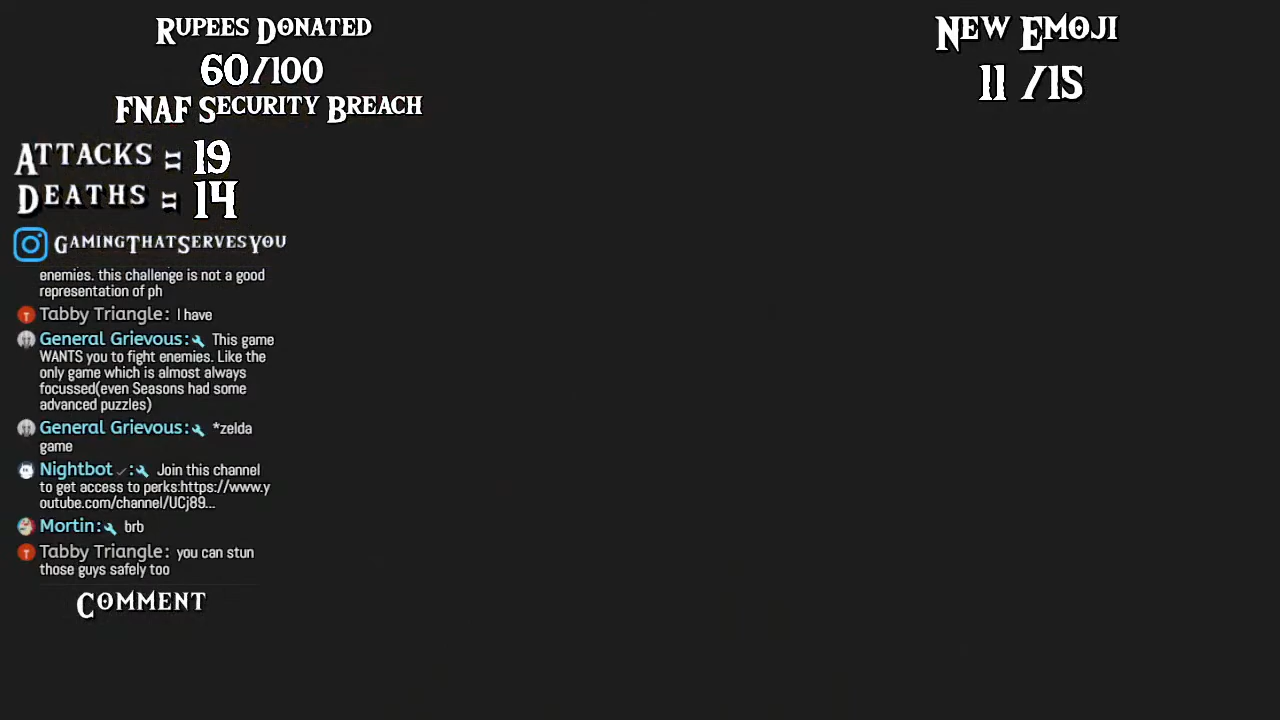 Rupees Donated
60/100
FNAF Security Breach
New Emoji
11 /15
Attacks = 19
Deaths = 14
GamingThatServesYou
enemies. this challenge is not a good
representation of ph
Tabby Triangle: I have
General Grievous: This game
WANTS you to fight enemies. Like the
only game which is almost always
focussed(even Seasons had some
advanced puzzles)
General Grievous: *zelda
game
Nightbot : Join this channel
to get access to perks:https://www.y
outube.com/channel/UCj89...
Mortin: brb
Tabby Triangle: you can stun
those guys safely too
Comment